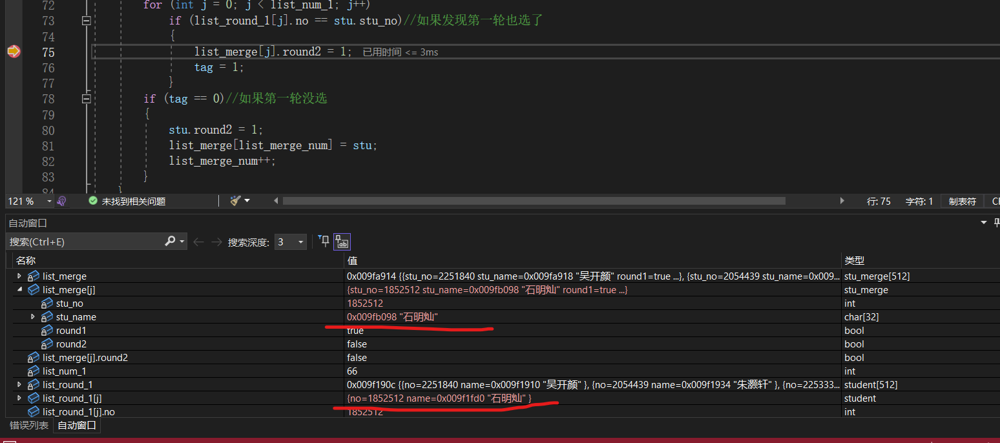 72 for (int j = 0; j < list_num_1; j++)
73 if (list_round_1[j].no == stu.stu_no)//如果发现第一轮也选了
74 {
75 list_merge[j].round2 = 1; 已用时间 <= 3ms
76 tag = 1;
77 }
78 if (tag == 0)//如果第一轮没选
79 {
80 stu.round2 = 1;
81 list_merge[list_merge_num] = stu;
82 list_merge_num++;
83 }
84 }
121 % 未找到相关问题 行: 75 字符: 1 制表符
自动窗口
搜索(Ctrl+E) 搜索深度: 3
名称 值 类型
list_merge 0x009fa914 {{stu_no=2251840 stu_name=0x009fa918 "吴开颜" round1=true ...}, {stu_no=2054439 stu_name=0x009... stu_merge[512]
list_merge[j] {stu_no=1852512 stu_name=0x009fb098 "石明灿" round1=true ...} stu_merge
stu_no 1852512 int
stu_name 0x009fb098 "石明灿" char[32]
round1 true bool
round2 false bool
list_merge[j].round2 false bool
list_num_1 66 int
list_round_1 0x009f190c {{no=2251840 name=0x009f1910 "吴开颜" }, {no=2054439 name=0x009f1934 "朱灏轩" }, {no=225333... student[512]
list_round_1[j] {no=1852512 name=0x009f1fd0 "石明灿" } student
list_round_1[j].no 1852512 int
错误列表 自动窗口